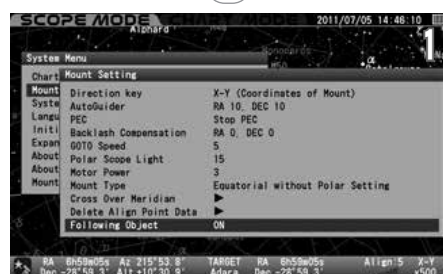 SCOPE MODE CHART MODE 2011/07/05 14:46:10
Alphard
1
α
System Menu
Chart Mount Setting
Mount Direction key X-Y (Coordinates of Mount)
Syste AutoGuider RA 10, DEC 10
Langu PEC Stop PEC
Initi Backlash Compensation RA 0, DEC 0
Expan GOTO Speed 5
About Polar Scope Light 15
About Motor Power 3
Mount Mount Type Equatorial without Polar Setting
Cross Over Meridian
Delete Align Point Data
Following Object ON
RA 6h59m05s Az 215°53.8' TARGET RA 6h59m05s Align:5 X-Y
Dec -28°59.3' Alt +10°30.9' Adara Dec -28°59.3' x500